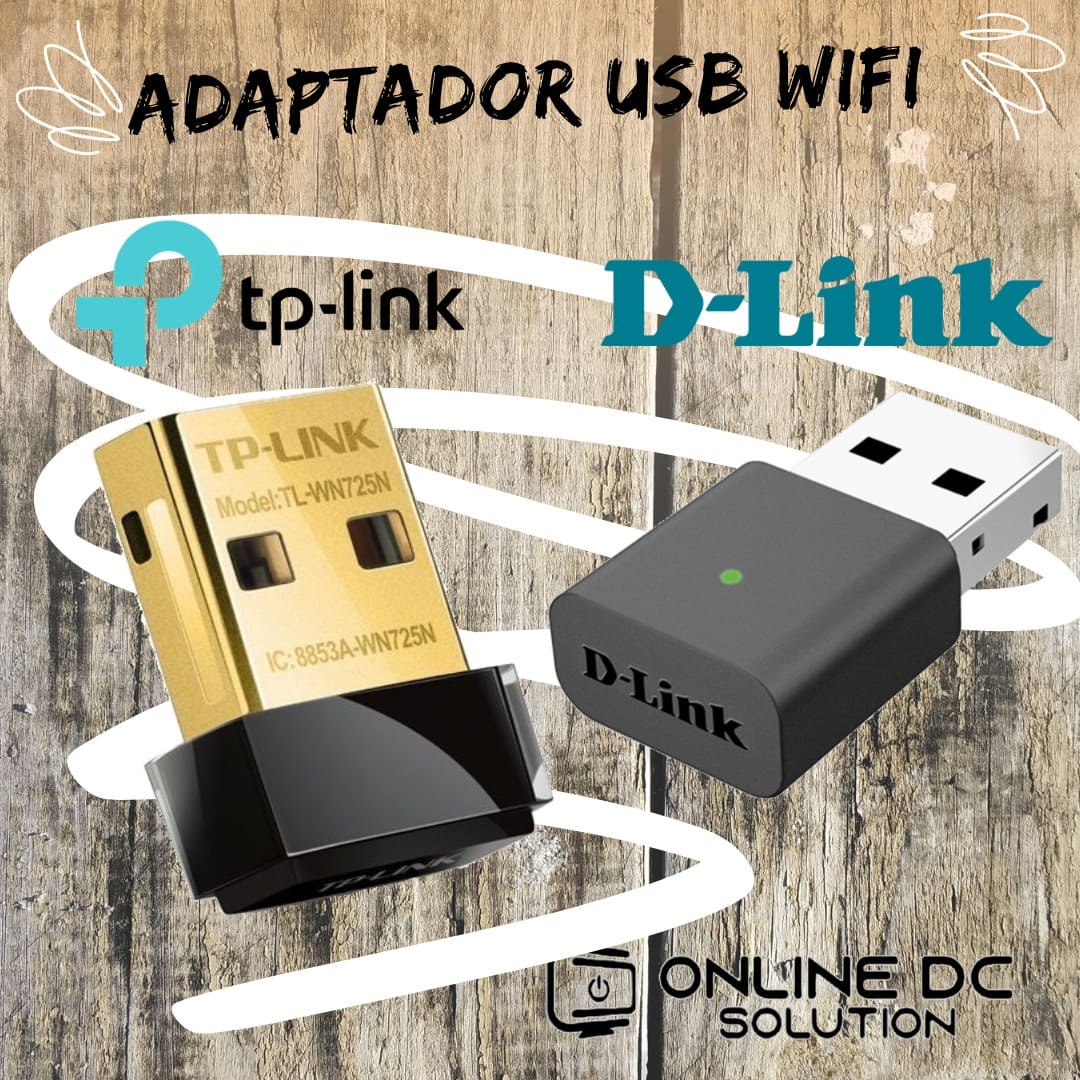 ADAPTADOR USB WIFI
tp-link
D-Link
TP-LINK
Model:TL-WN725N
IC: 8853A-WN725N
TP-LINK
D-Link
ONLINE DC
SOLUTION